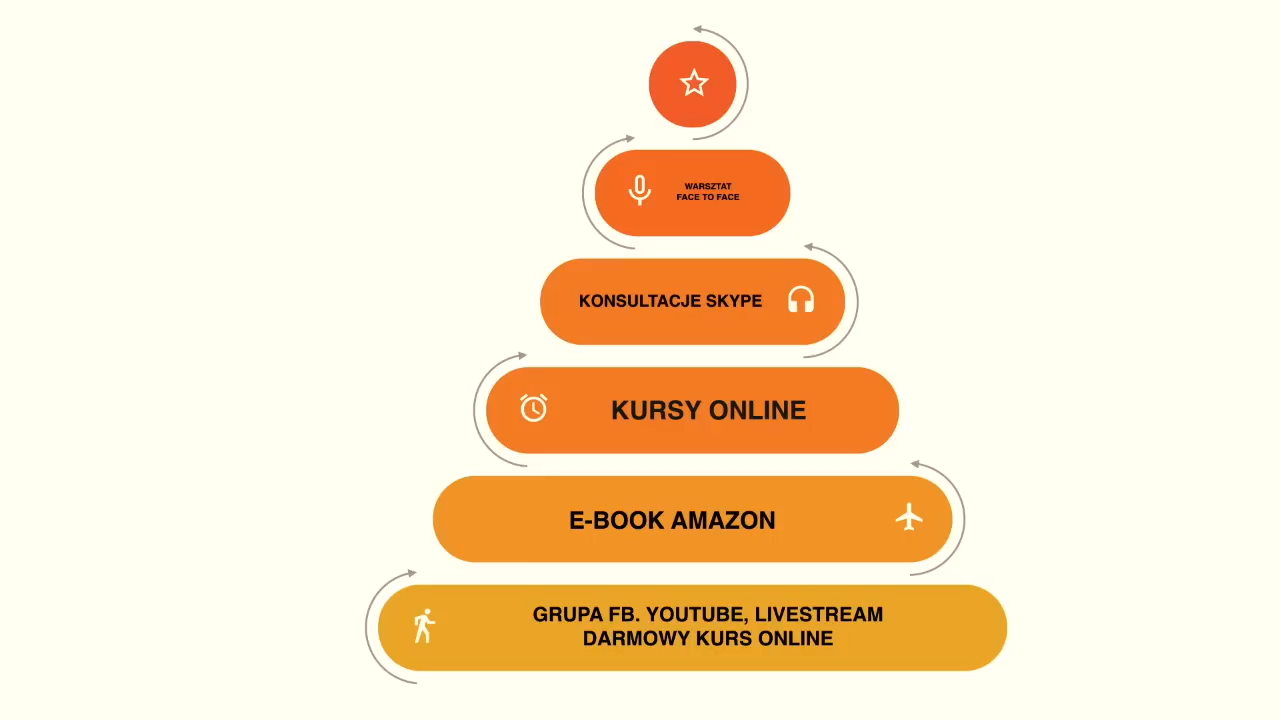 WARSZTAT
FACE TO FACE
KONSULTACJE SKYPE
KURSY ONLINE
E-BOOK AMAZON
GRUPA FB. YOUTUBE, LIVESTREAM
DARMOWY KURS ONLINE